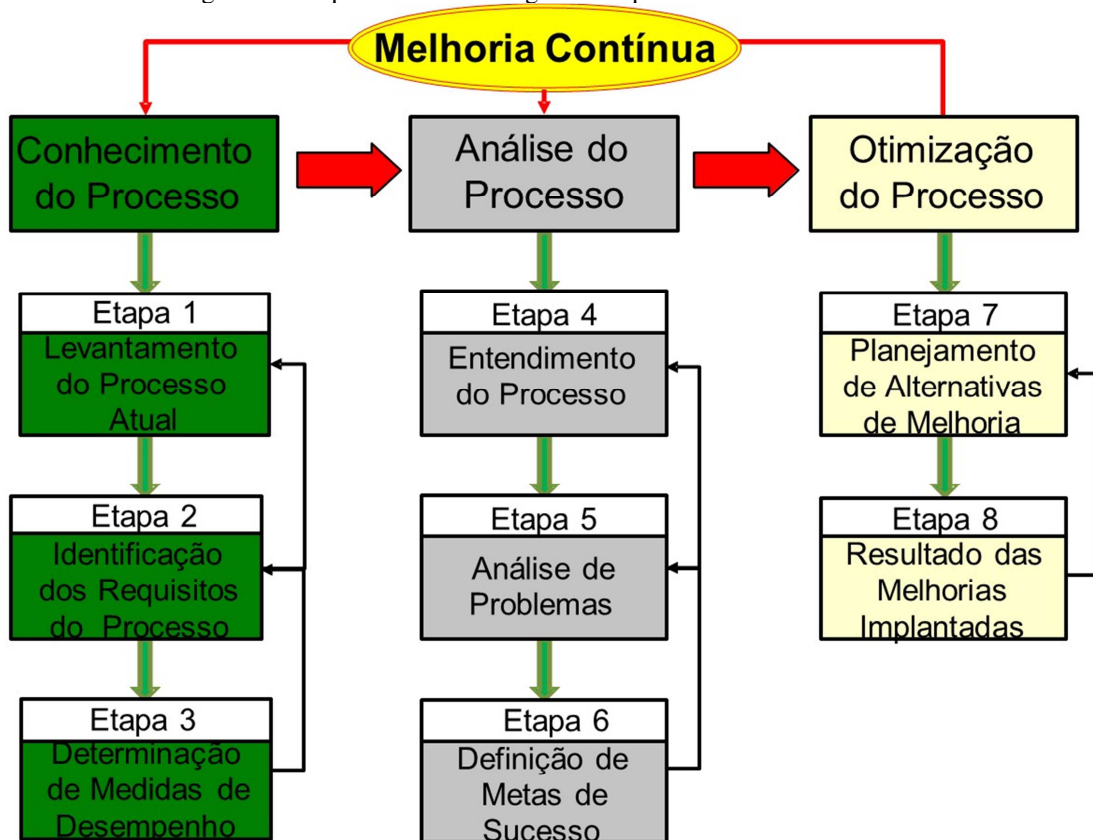 Melhoria Contínua
Conhecimento
do Processo
Análise do
Processo
Otimização
do Processo
Etapa 1
Levantamento
do Processo
Atual
Etapa 2
Identificação
dos Requisitos
do Processo
Etapa 3
Determinação
de Medidas de
Desempenho
Etapa 4
Entendimento
do Processo
Etapa 5
Análise de
Problemas
Etapa 6
Definição de
Metas de
Sucesso
Etapa 7
Planejamento
de Alternativas
de Melhoria
Etapa 8
Resultado das
Melhorias
Implantadas